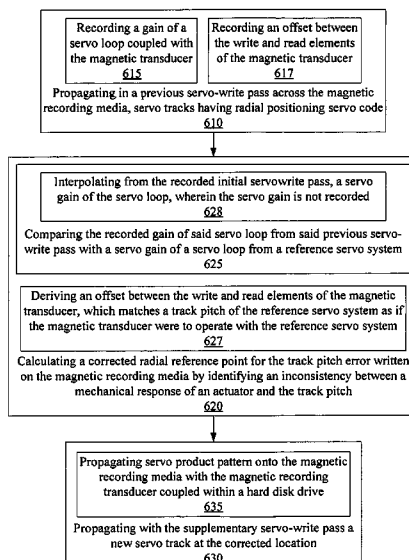 Recording a gain of a
servo loop coupled with
the magnetic transducer
615
Recording an offset between
the write and read elements
of the magnetic transducer
617
Propagating in a previous servo-write pass across the magnetic
recording media, servo tracks having radial positioning servo code
610
Interpolating from the recorded initial servowrite pass, a servo
gain of the servo loop, wherein the servo gain is not recorded
628
Comparing the recorded gain of said servo loop from said previous servo-
write pass with a servo gain of a servo loop from a reference servo system
625
Deriving an offset between the write and read elements of the magnetic
transducer, which matches a track pitch of the reference servo system as if
the magnetic transducer were to operate with the reference servo system
627
Calculating a corrected radial reference point for the track pitch error written
on the magnetic recording media by identifying an inconsistency between a
mechanical response of an actuator and the track pitch
620
Propagating servo product pattern onto the magnetic
recording media with the magnetic recording
transducer coupled within a hard disk drive
635
Propagating with the supplementary servo-write pass a
new servo track at the corrected location
630